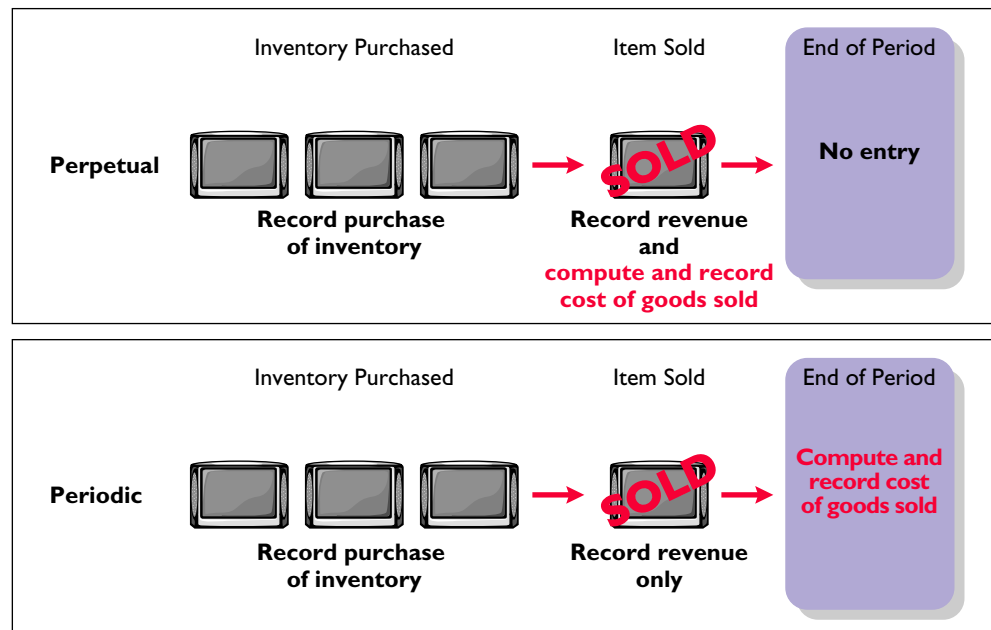 Inventory Purchased
Item Sold
End of Period
Perpetual
SOLD
No entry
Record purchase
of inventory
Record revenue
and
compute and record
cost of goods sold
Inventory Purchased
Item Sold
End of Period
Periodic
SOLD
Compute and
record cost
of goods sold
Record purchase
of inventory
Record revenue
only